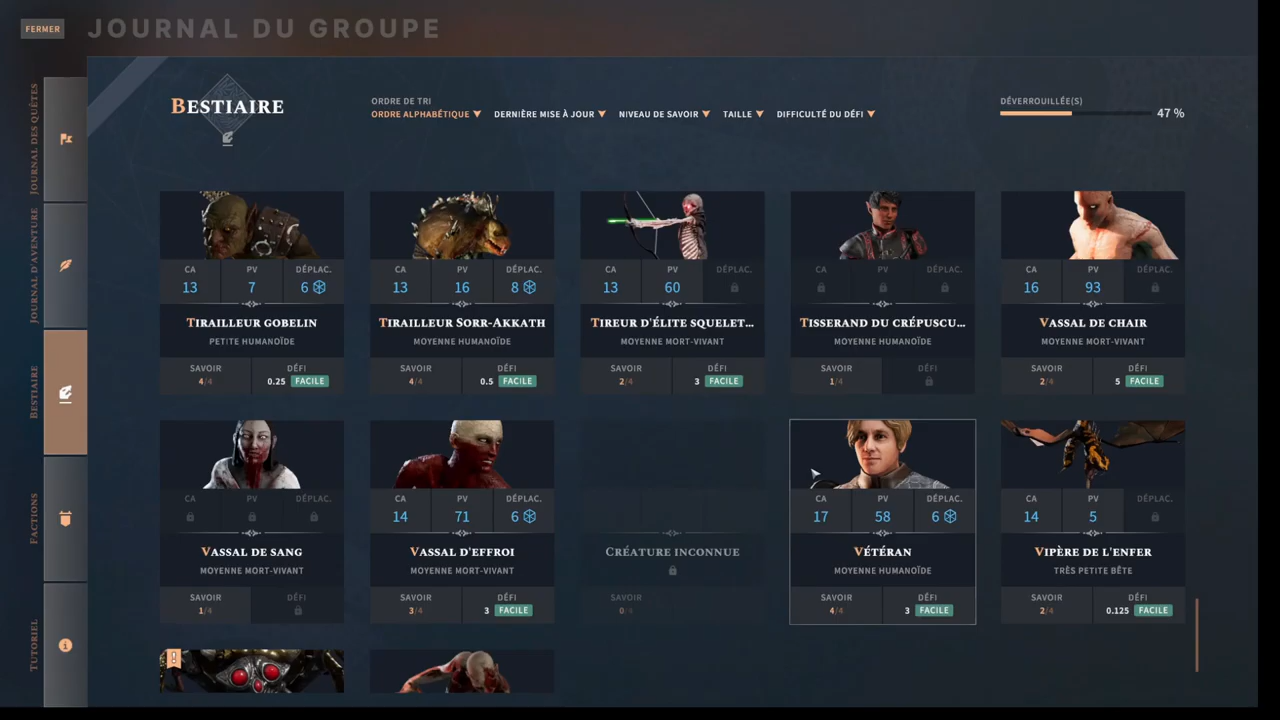 FERMER
JOURNAL DU GROUPE
JOURNAL DES QUÊTES
JOURNAL D'AVENTURE
BESTIAIRE
FACTIONS
TUTORIEL
BESTIAIRE
ORDRE DE TRI
ORDRE ALPHABÉTIQUE DERNIÈRE MISE À JOUR NIVEAU DE SAVOIR TAILLE DIFFICULTÉ DU DÉFI
DÉVERROUILLÉE(S)
47 %
CA PV DÉPLAC.
13 7 6
TIRAILLEUR GOBELIN
PETITE HUMANOÏDE
SAVOIR DÉFI
4/4 0.25 FACILE
CA PV DÉPLAC.
13 16 8
TIRAILLEUR SORR-AKKATH
MOYENNE HUMANOÏDE
SAVOIR DÉFI
4/4 0.5 FACILE
CA PV DÉPLAC.
13 60
TIREUR D'ÉLITE SQUELET...
MOYENNE MORT-VIVANT
SAVOIR DÉFI
2/4 3 FACILE
CA PV DÉPLAC.
TISSERAND DU CRÉPUSCU...
MOYENNE HUMANOÏDE
SAVOIR DÉFI
1/4
CA PV DÉPLAC.
16 93
VASSAL DE CHAIR
MOYENNE MORT-VIVANT
SAVOIR DÉFI
2/4 5 FACILE
CA PV DÉPLAC.
VASSAL DE SANG
MOYENNE MORT-VIVANT
SAVOIR DÉFI
1/4
CA PV DÉPLAC.
14 71 6
VASSAL D'EFFROI
MOYENNE MORT-VIVANT
SAVOIR DÉFI
3/4 3 FACILE
CRÉATURE INCONNUE
SAVOIR
0/4
CA PV DÉPLAC.
17 58 6
VÉTÉRAN
MOYENNE HUMANOÏDE
SAVOIR DÉFI
4/4 3 FACILE
CA PV DÉPLAC.
14 5
VIPÈRE DE L'ENFER
TRÈS PETITE BÊTE
SAVOIR DÉFI
2/4 0.125 FACILE